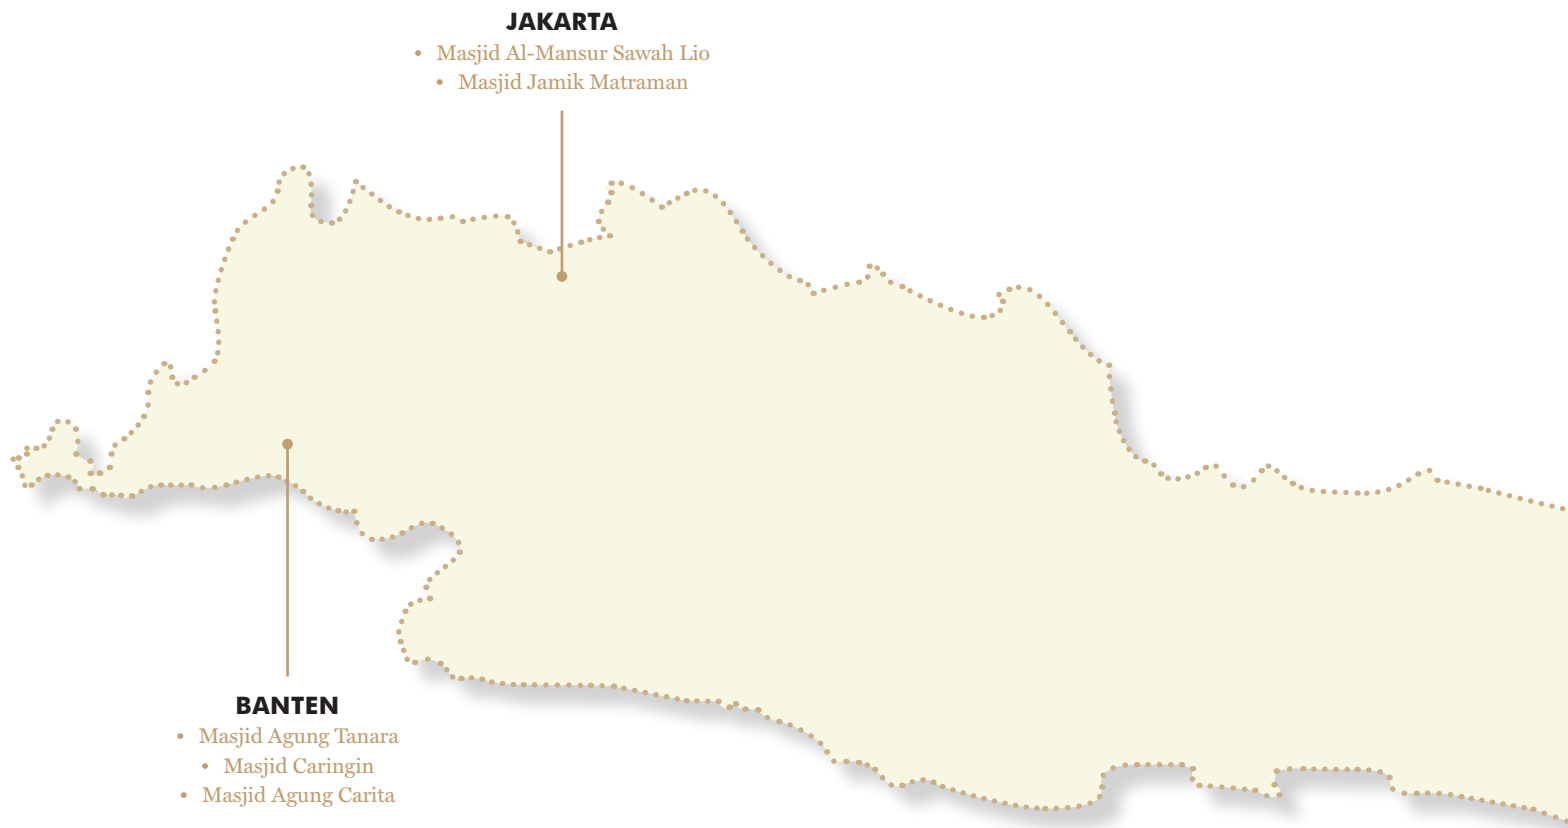 JAKARTA
• Masjid Al-Mansur Sawah Lio
• Masjid Jamik Matraman
BANTEN
• Masjid Agung Tanara
• Masjid Caringin
• Masjid Agung Carita